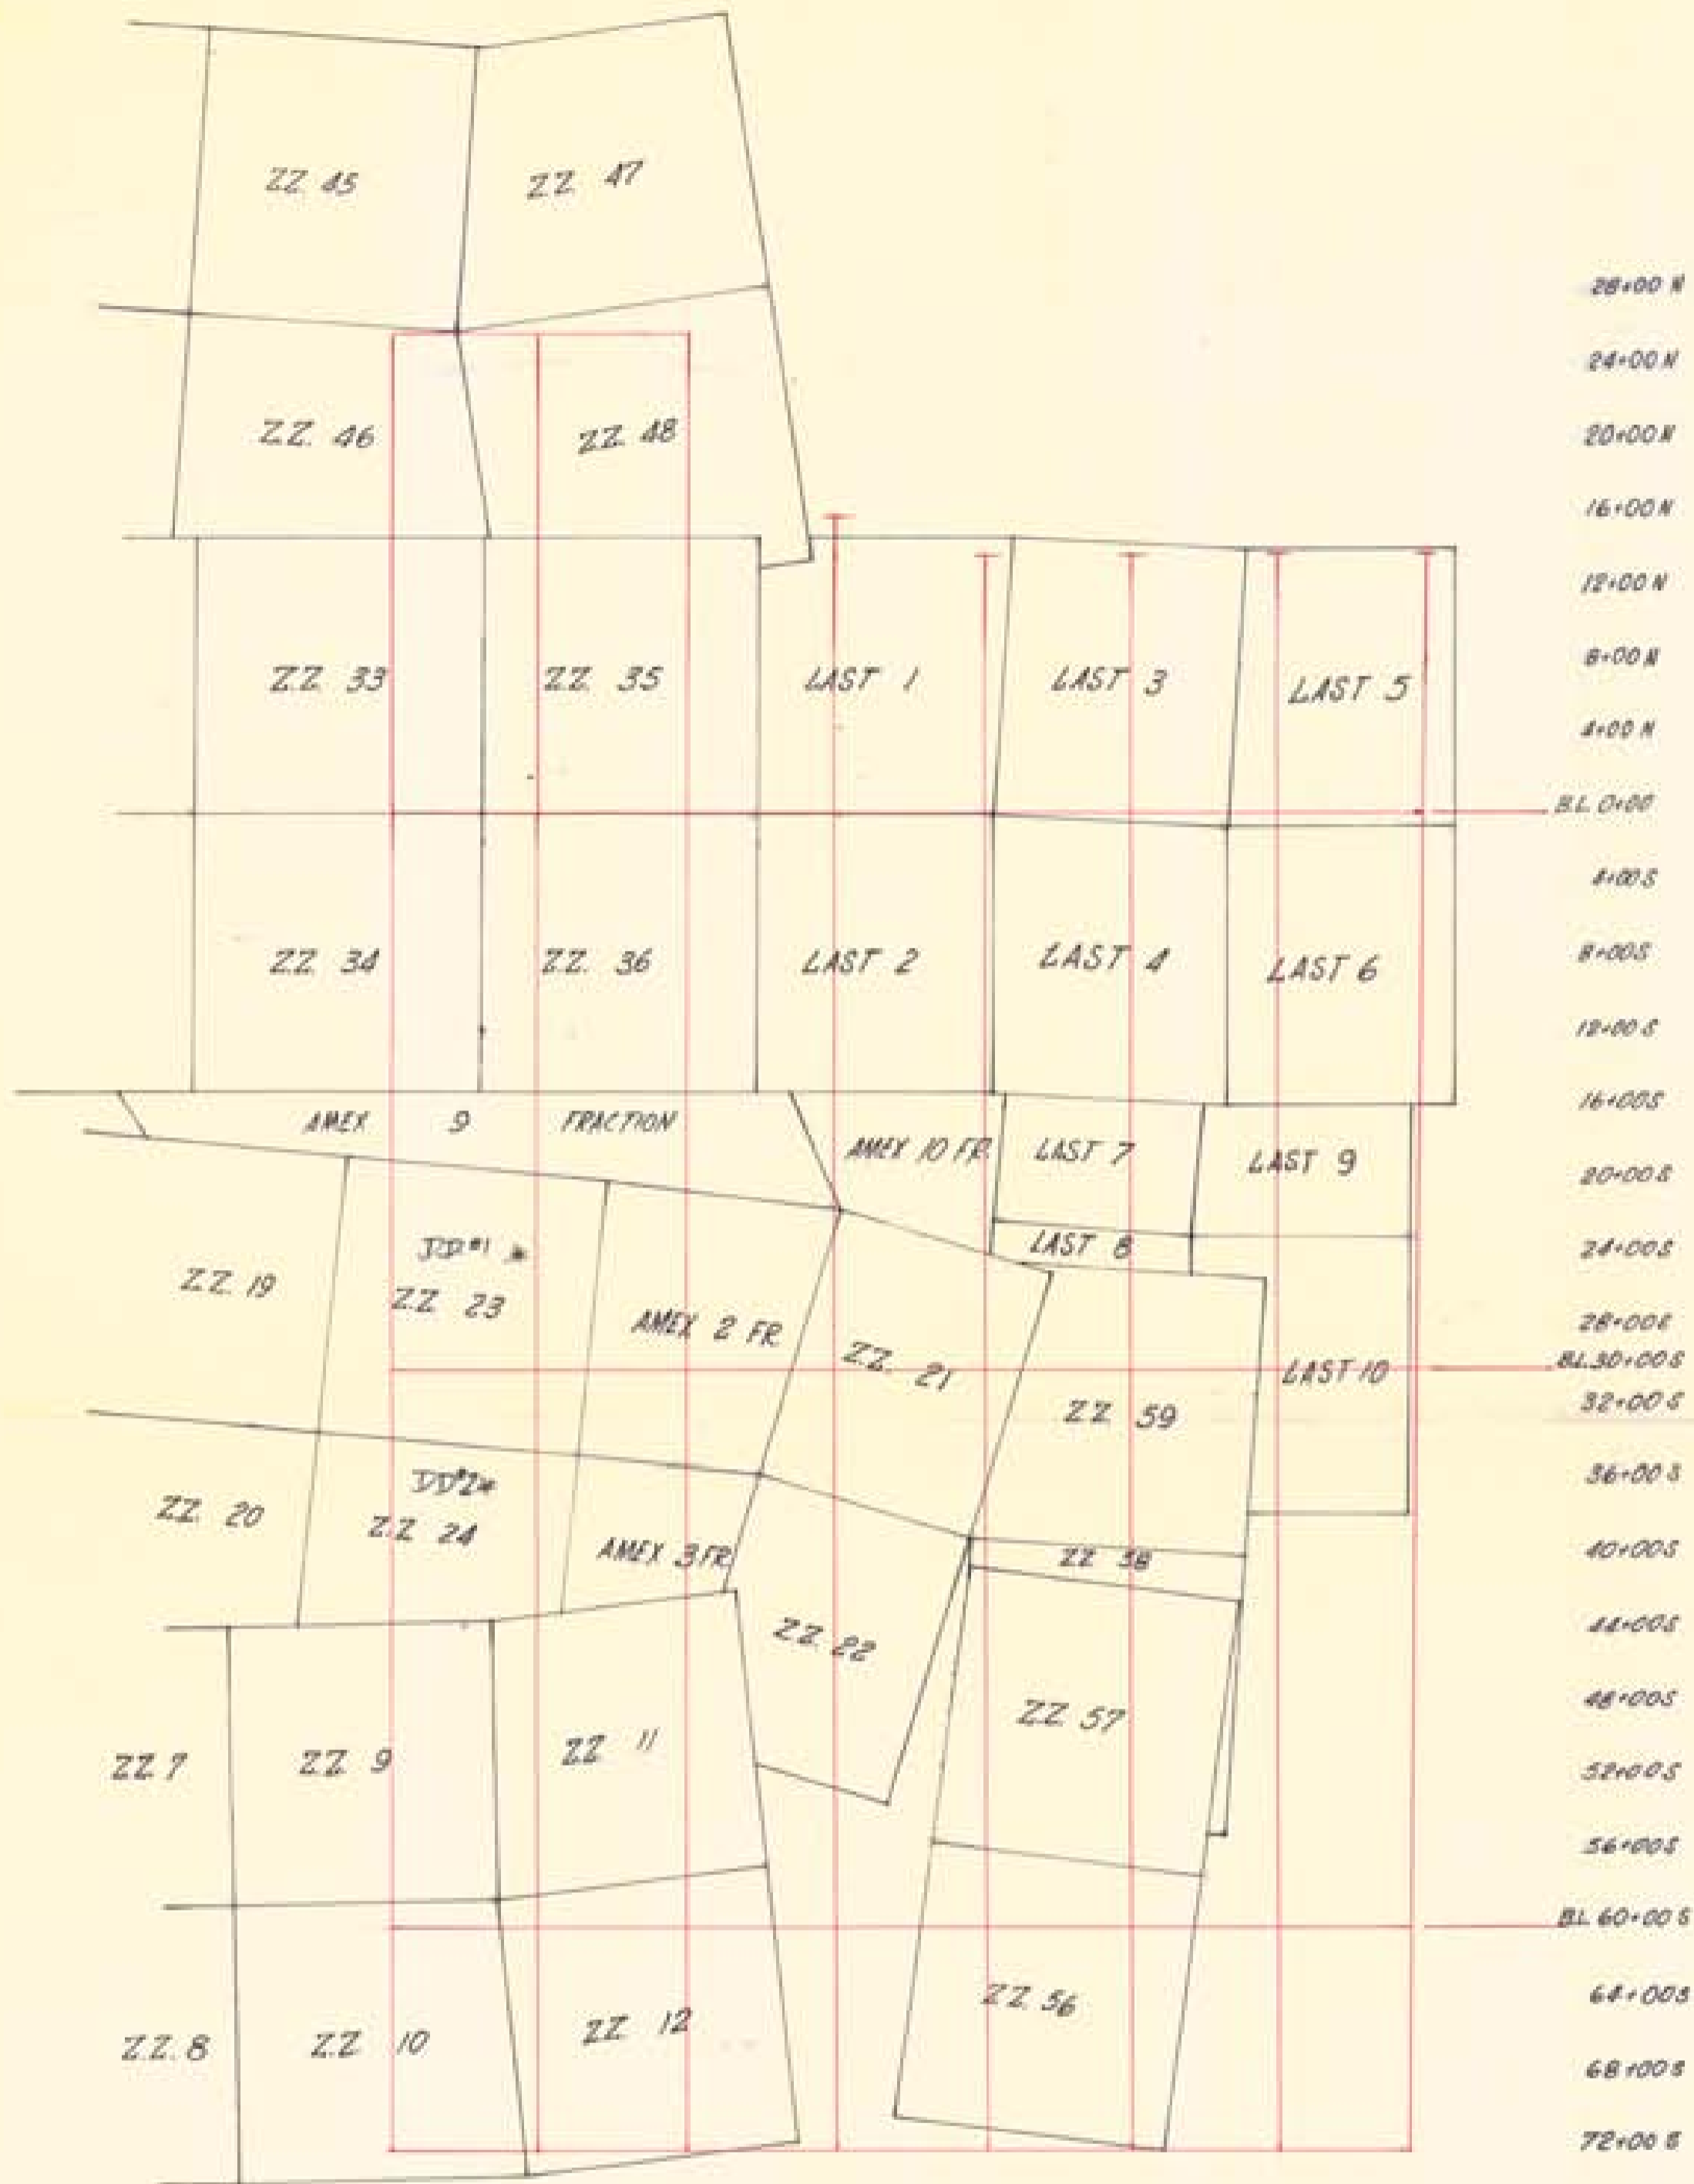 ZZ 45
ZZ 47
28+00 N
24+00 N
ZZ 46
ZZ 48
20+00 N
16+00 N
12+00 N
ZZ 33
ZZ 35
LAST 1
LAST 3
LAST 5
8+00 N
4+00 N
B.L. 0+00
4+00 S
ZZ 34
ZZ 36
LAST 2
LAST 4
LAST 6
8+00 S
12+00 S
16+00 S
AMEX 9 FRACTION
AMEX 10 FR.
LAST 7
LAST 9
20+00 S
DD#1
LAST 8
24+00 S
ZZ 19
ZZ 23
AMEX 2 FR.
28+00 S
ZZ. 21
LAST 10
B.L. 30+00 S
ZZ 59
32+00 S
36+00 S
DD#2
ZZ. 20
ZZ 24
AMEX 3 FR.
ZZ 58
40+00 S
ZZ. 22
44+00 S
48+00 S
ZZ 57
ZZ 7
ZZ 9
ZZ 11
52+00 S
56+00 S
B.L. 60+00 S
ZZ 56
64+00 S
ZZ. 8
ZZ 10
ZZ 12
68+00 S
72+00 S